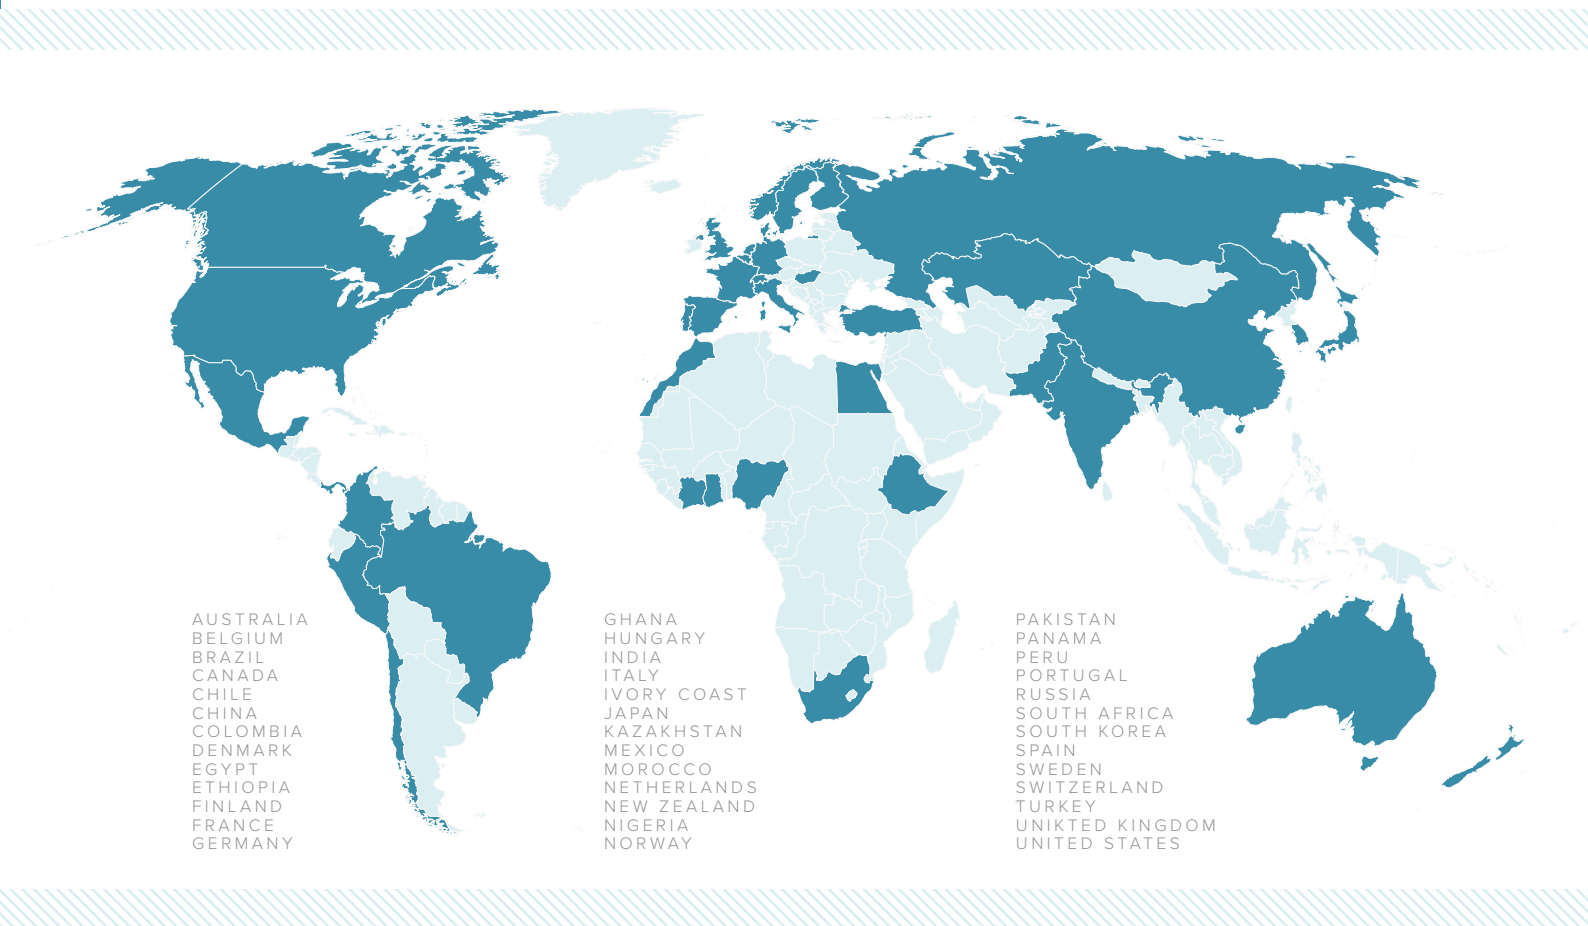 AUSTRALIA
BELGIUM
BRAZIL
CANADA
CHILE
CHINA
COLOMBIA
DENMARK
EGYPT
ETHIOPIA
FINLAND
FRANCE
GERMANY
GHANA
HUNGARY
INDIA
ITALY
IVORY COAST
JAPAN
KAZAKHSTAN
MEXICO
MOROCCO
NETHERLANDS
NEW ZEALAND
NIGERIA
NORWAY
PAKISTAN
PANAMA
PERU
PORTUGAL
RUSSIA
SOUTH AFRICA
SOUTH KOREA
SPAIN
SWEDEN
SWITZERLAND
TURKEY
UNIKTED KINGDOM
UNITED STATES